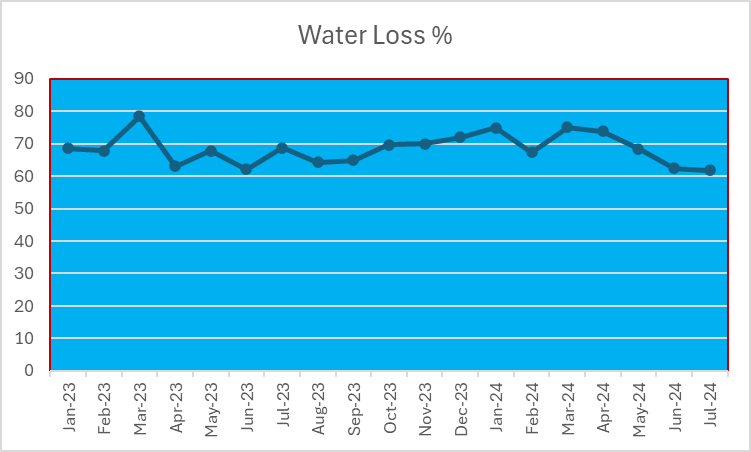 Water Loss %
90
80
70
60
50
40
30
20
10
0
Jan-23
Feb-23
Mar-23
Apr-23
May-23
Jun-23
Jul-23
Aug-23
Sep-23
Oct-23
Nov-23
Dec-23
Jan-24
Feb-24
Mar-24
Apr-24
May-24
Jun-24
Jul-24